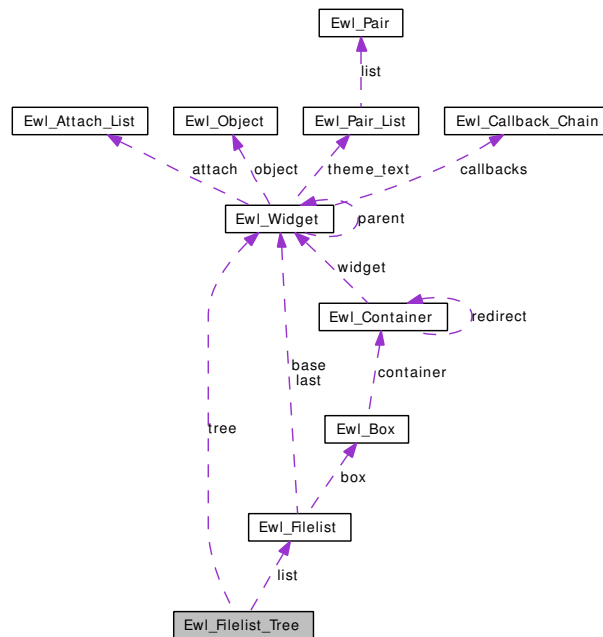 Ewl_Pair
list
Ewl_Attach_List
Ewl_Object
Ewl_Pair_List
Ewl_Callback_Chain
attach
object
theme_text
callbacks
Ewl_Widget
parent
widget
Ewl_Container
redirect
base
last
container
tree
Ewl_Box
box
Ewl_Filelist
list
Ewl_Filelist_Tree